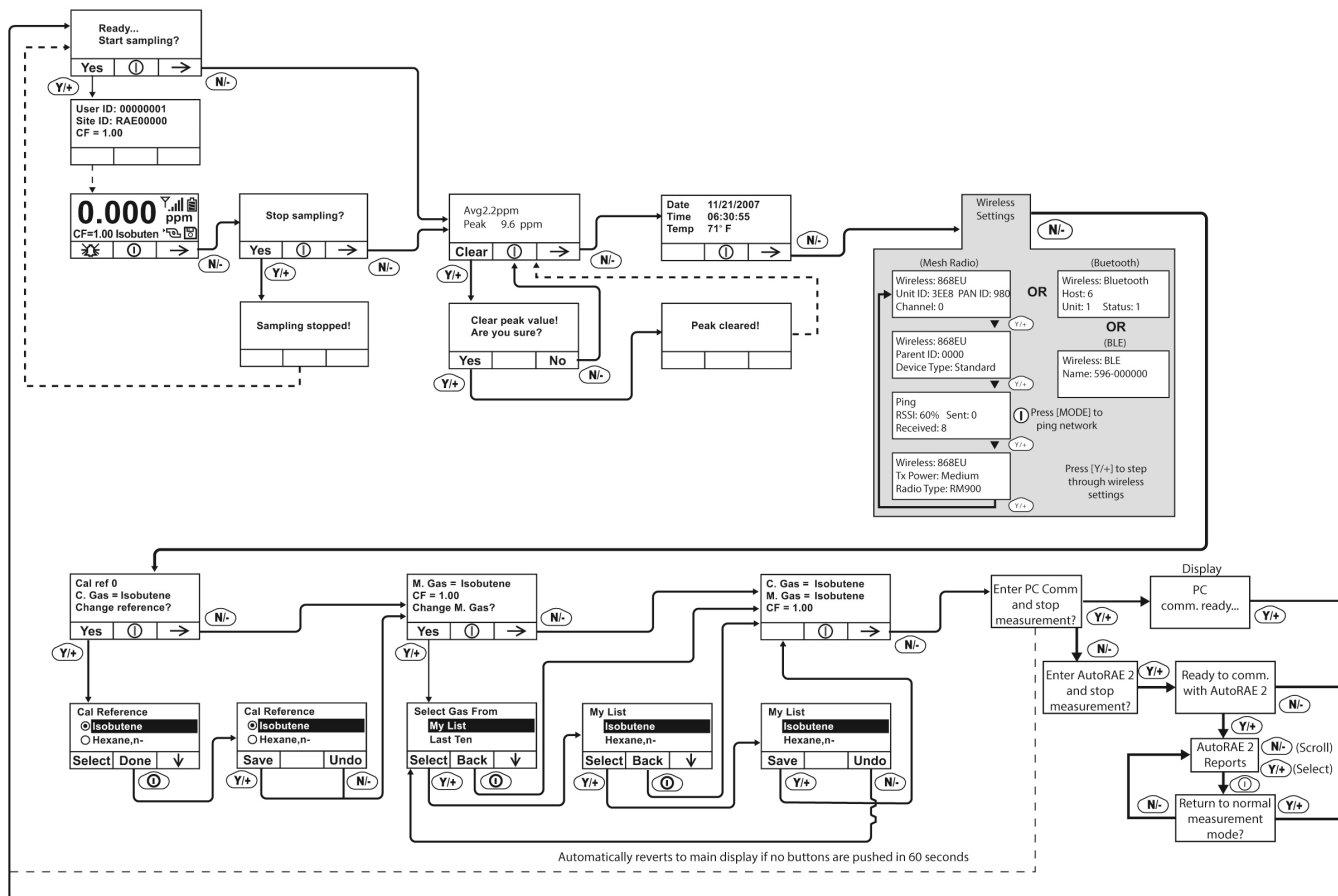 Ready...
Start sampling?
Yes
N/-
Y/+
User ID: 00000001
Site ID: RAE00000
CF = 1.00
0.000
ppm
CF=1.00 Isobuten
N/-
Stop sampling?
Yes
N/-
Y/+
Sampling stopped!
Avg2.2ppm
Peak 9.6 ppm
Clear
N/-
Y/+
Clear peak value!
Are you sure?
Yes No
N/-
Y/+
Peak cleared!
Date 11/21/2007
Time 06:30:55
Temp 71° F
N/-
Wireless
Settings
N/-
(Mesh Radio)
Wireless: 868EU
Unit ID: 3EE8 PAN ID: 980
Channel: 0
Y/+
Wireless: 868EU
Parent ID: 0000
Device Type: Standard
Y/+
Ping
RSSI: 60% Sent: 0
Received: 8
Press [MODE] to
ping network
Y/+
Wireless: 868EU
Tx Power: Medium
Radio Type: RM900
Y/+
OR
(Buetooth)
Wireless: Bluetooth
Host: 6
Unit: 1 Status: 1
OR
(BLE)
Wireless: BLE
Name: 596-000000
Press [Y/+] to step
through wireless
settings
Cal ref 0
C. Gas = Isobutene
Change reference?
Yes
N/-
Y/+
Cal Reference
Isobutene
Hexane,n-
Select Done
Cal Reference
Isobutene
Hexane,n-
Save Undo
Y/+
N/-
M. Gas = Isobutene
CF = 1.00
Change M. Gas?
Yes
N/-
Y/+
Select Gas From
My List
Last Ten
Select Back
Y/+
My List
Isobutene
Hexane,n-
Select Back
Y/+
My List
Isobutene
Hexane,n-
Save Undo
Y/+
N/-
C. Gas = Isobutene
M. Gas = Isobutene
CF = 1.00
N/-
Enter PC Comm
and stop
measurement?
Y/+
N/-
Display
PC
comm. ready...
Y/+
Enter AutoRAE 2
and stop
measurement?
Y/+
Ready to comm.
with AutoRAE 2
N/-
Y/+
AutoRAE 2
Reports
N/- (Scroll)
Y/+ (Select)
Return to normal
measurement
mode?
N/-
Y/+
Automatically reverts to main display if no buttons are pushed in 60 seconds